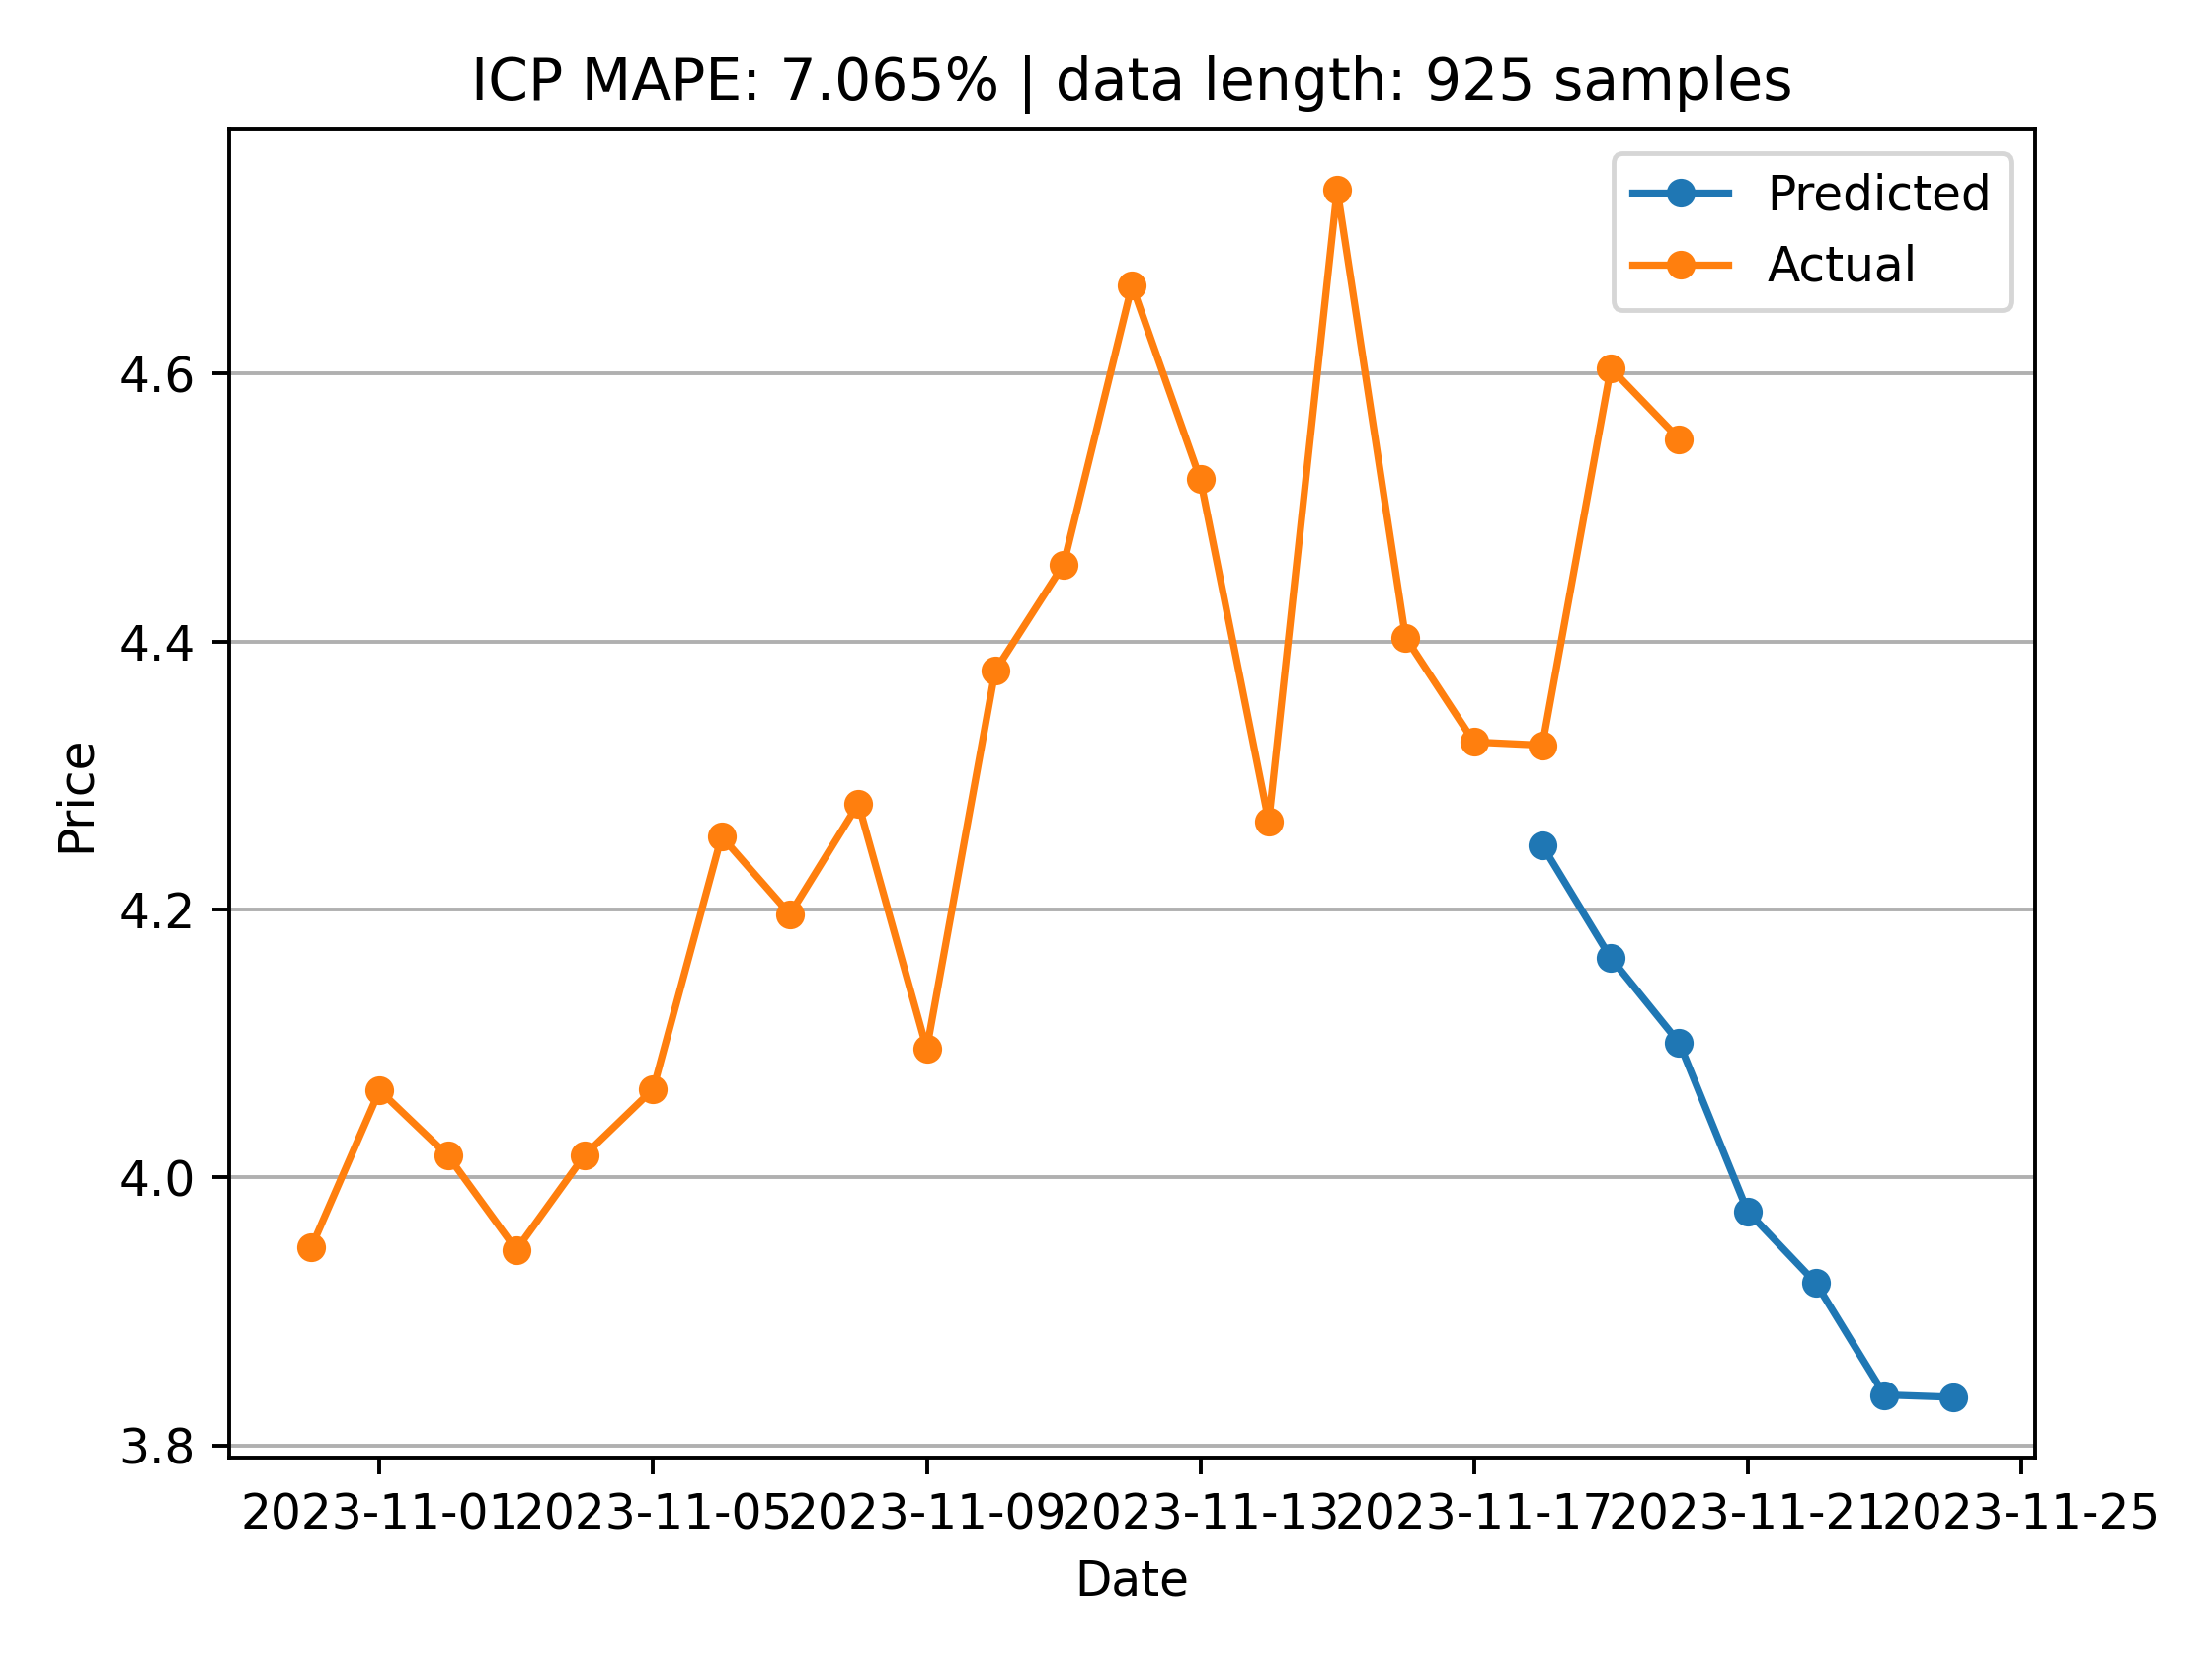 ICP MAPE: 7.065% | data length: 925 samples
Predicted
Actual
4.6
4.4
4.2
4.0
3.8
Price
2023-11-01 2023-11-05 2023-11-09 2023-11-13 2023-11-17 2023-11-21 2023-11-25
Date